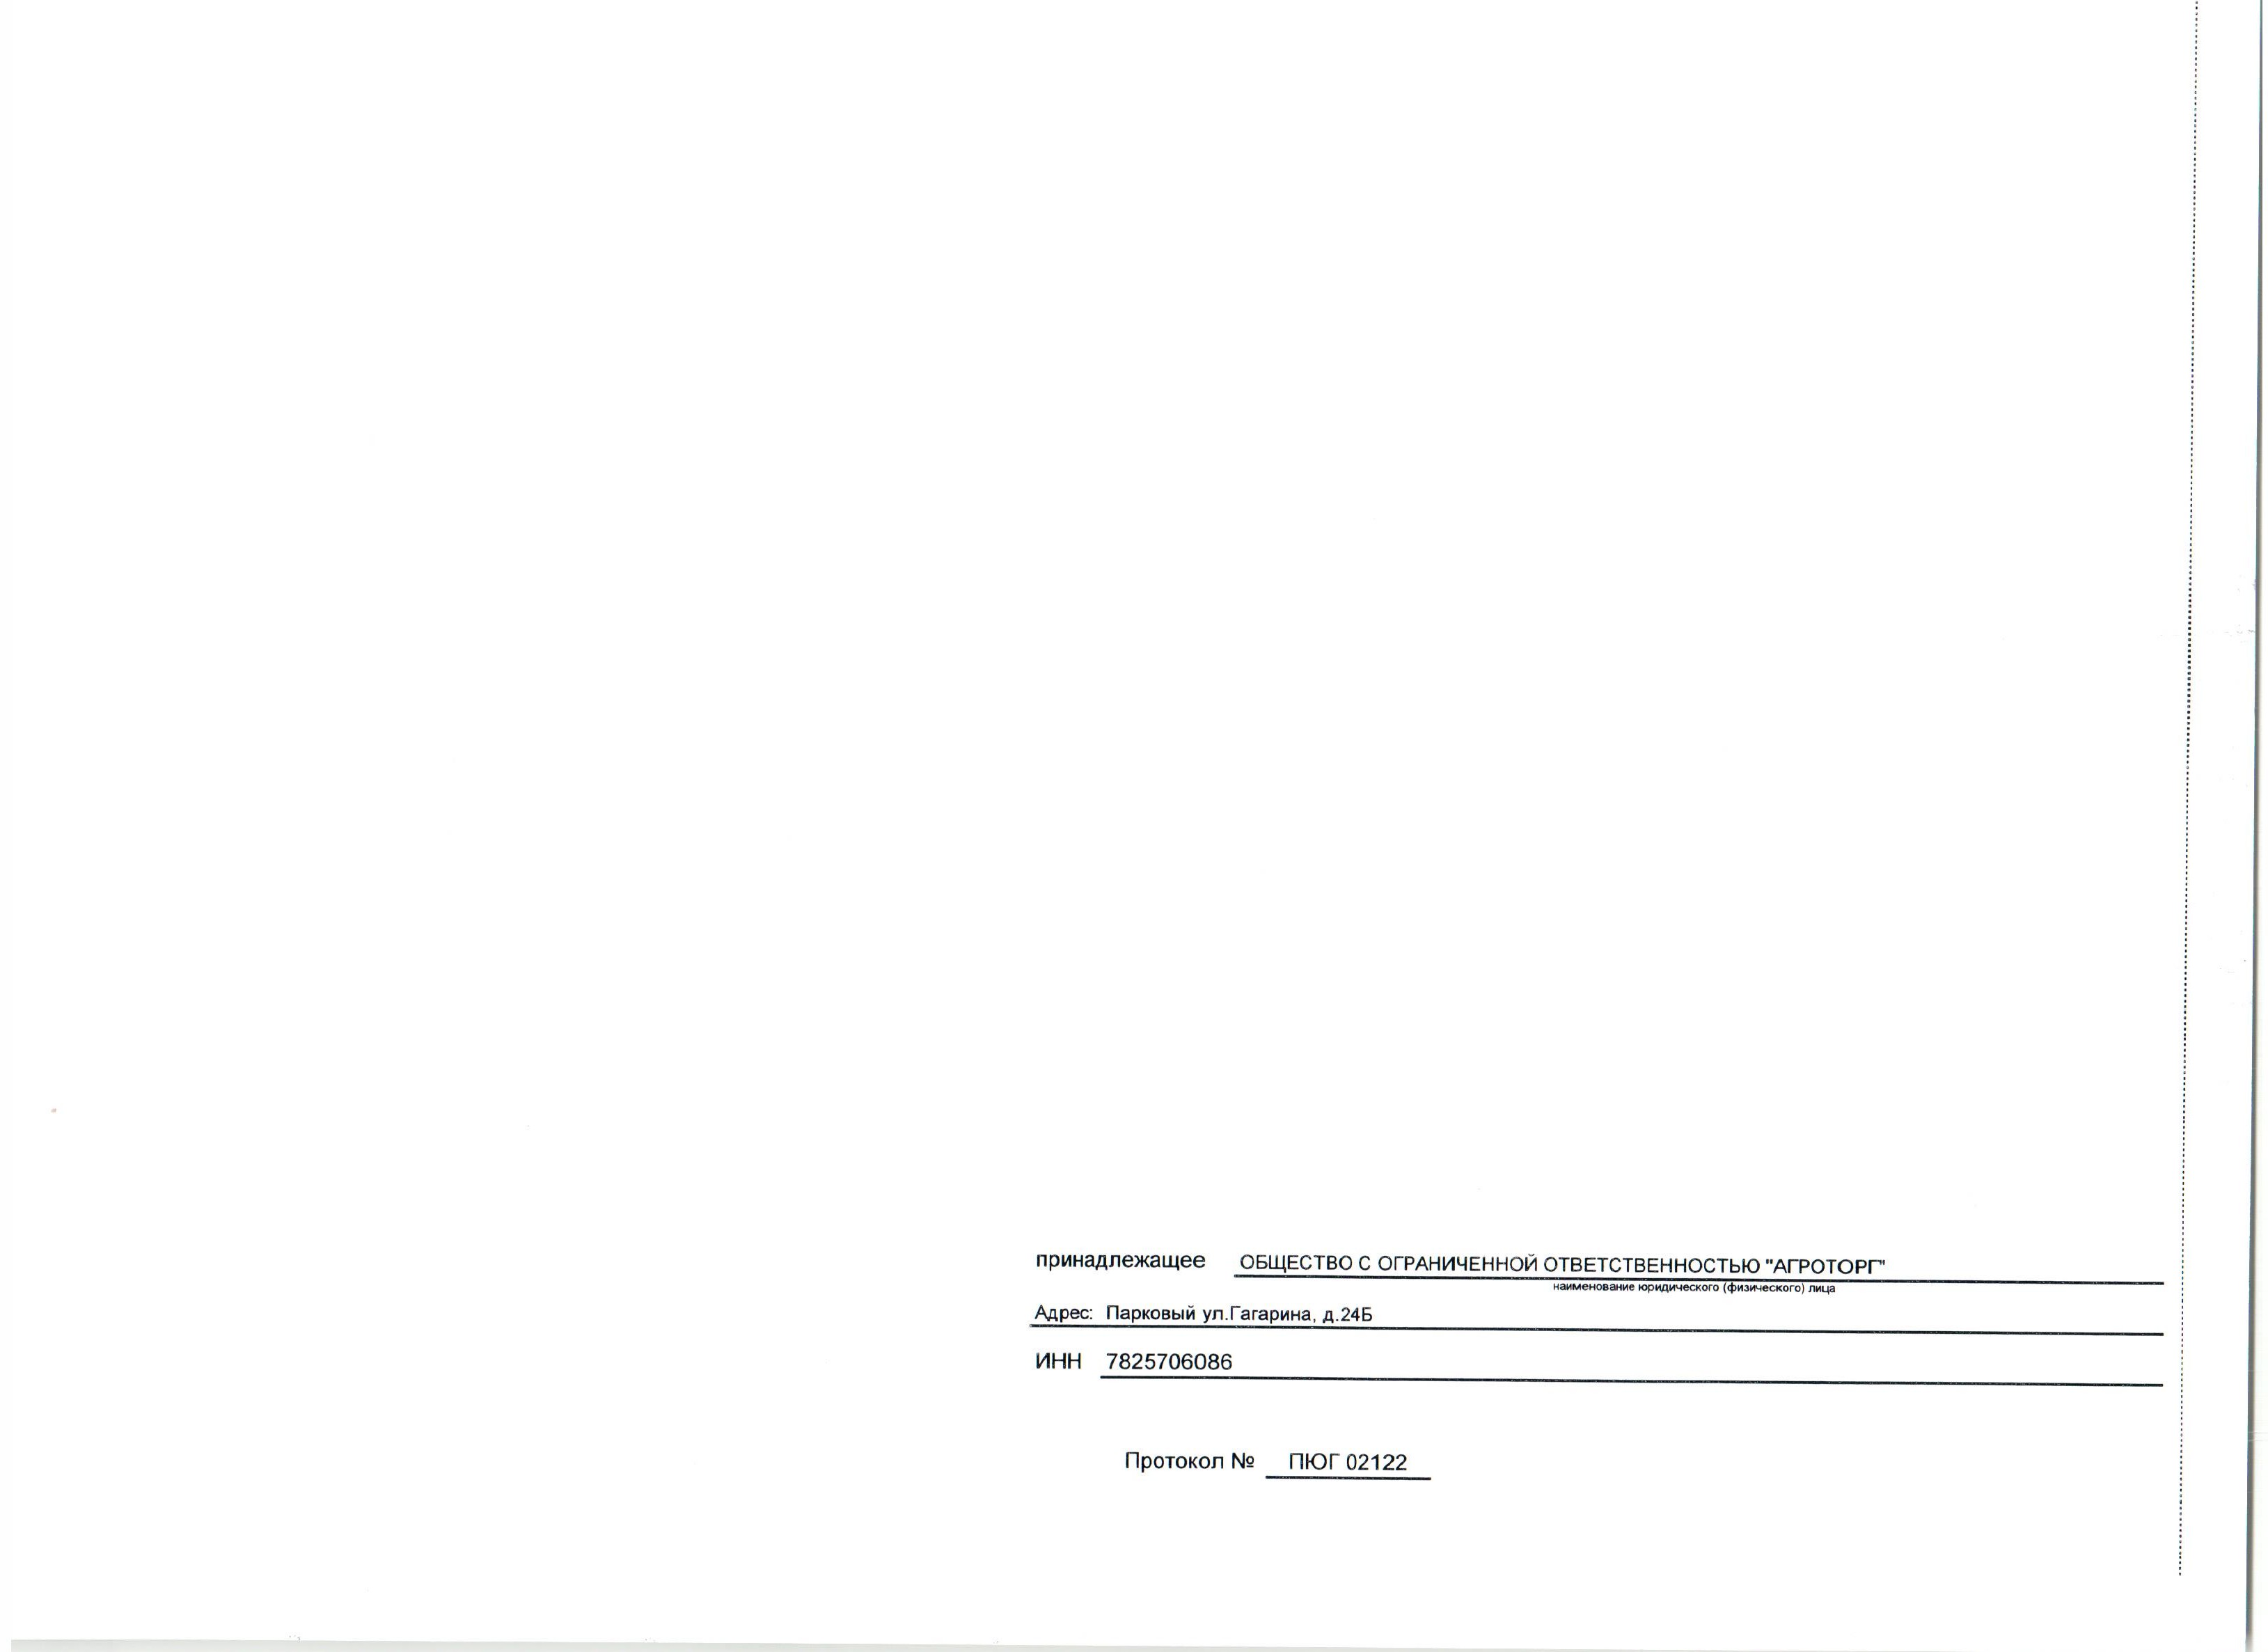 принадлежащее ОБЩЕСТВО С ОГРАНИЧЕННОЙ ОТВЕТСТВЕННОСТЬЮ "АГРОТОРГ"
наименование юридического (физического) лица
Адрес: Парковый ул.Гагарина, д.24Б
ИНН 7825706086
Протокол № ПЮГ 02122